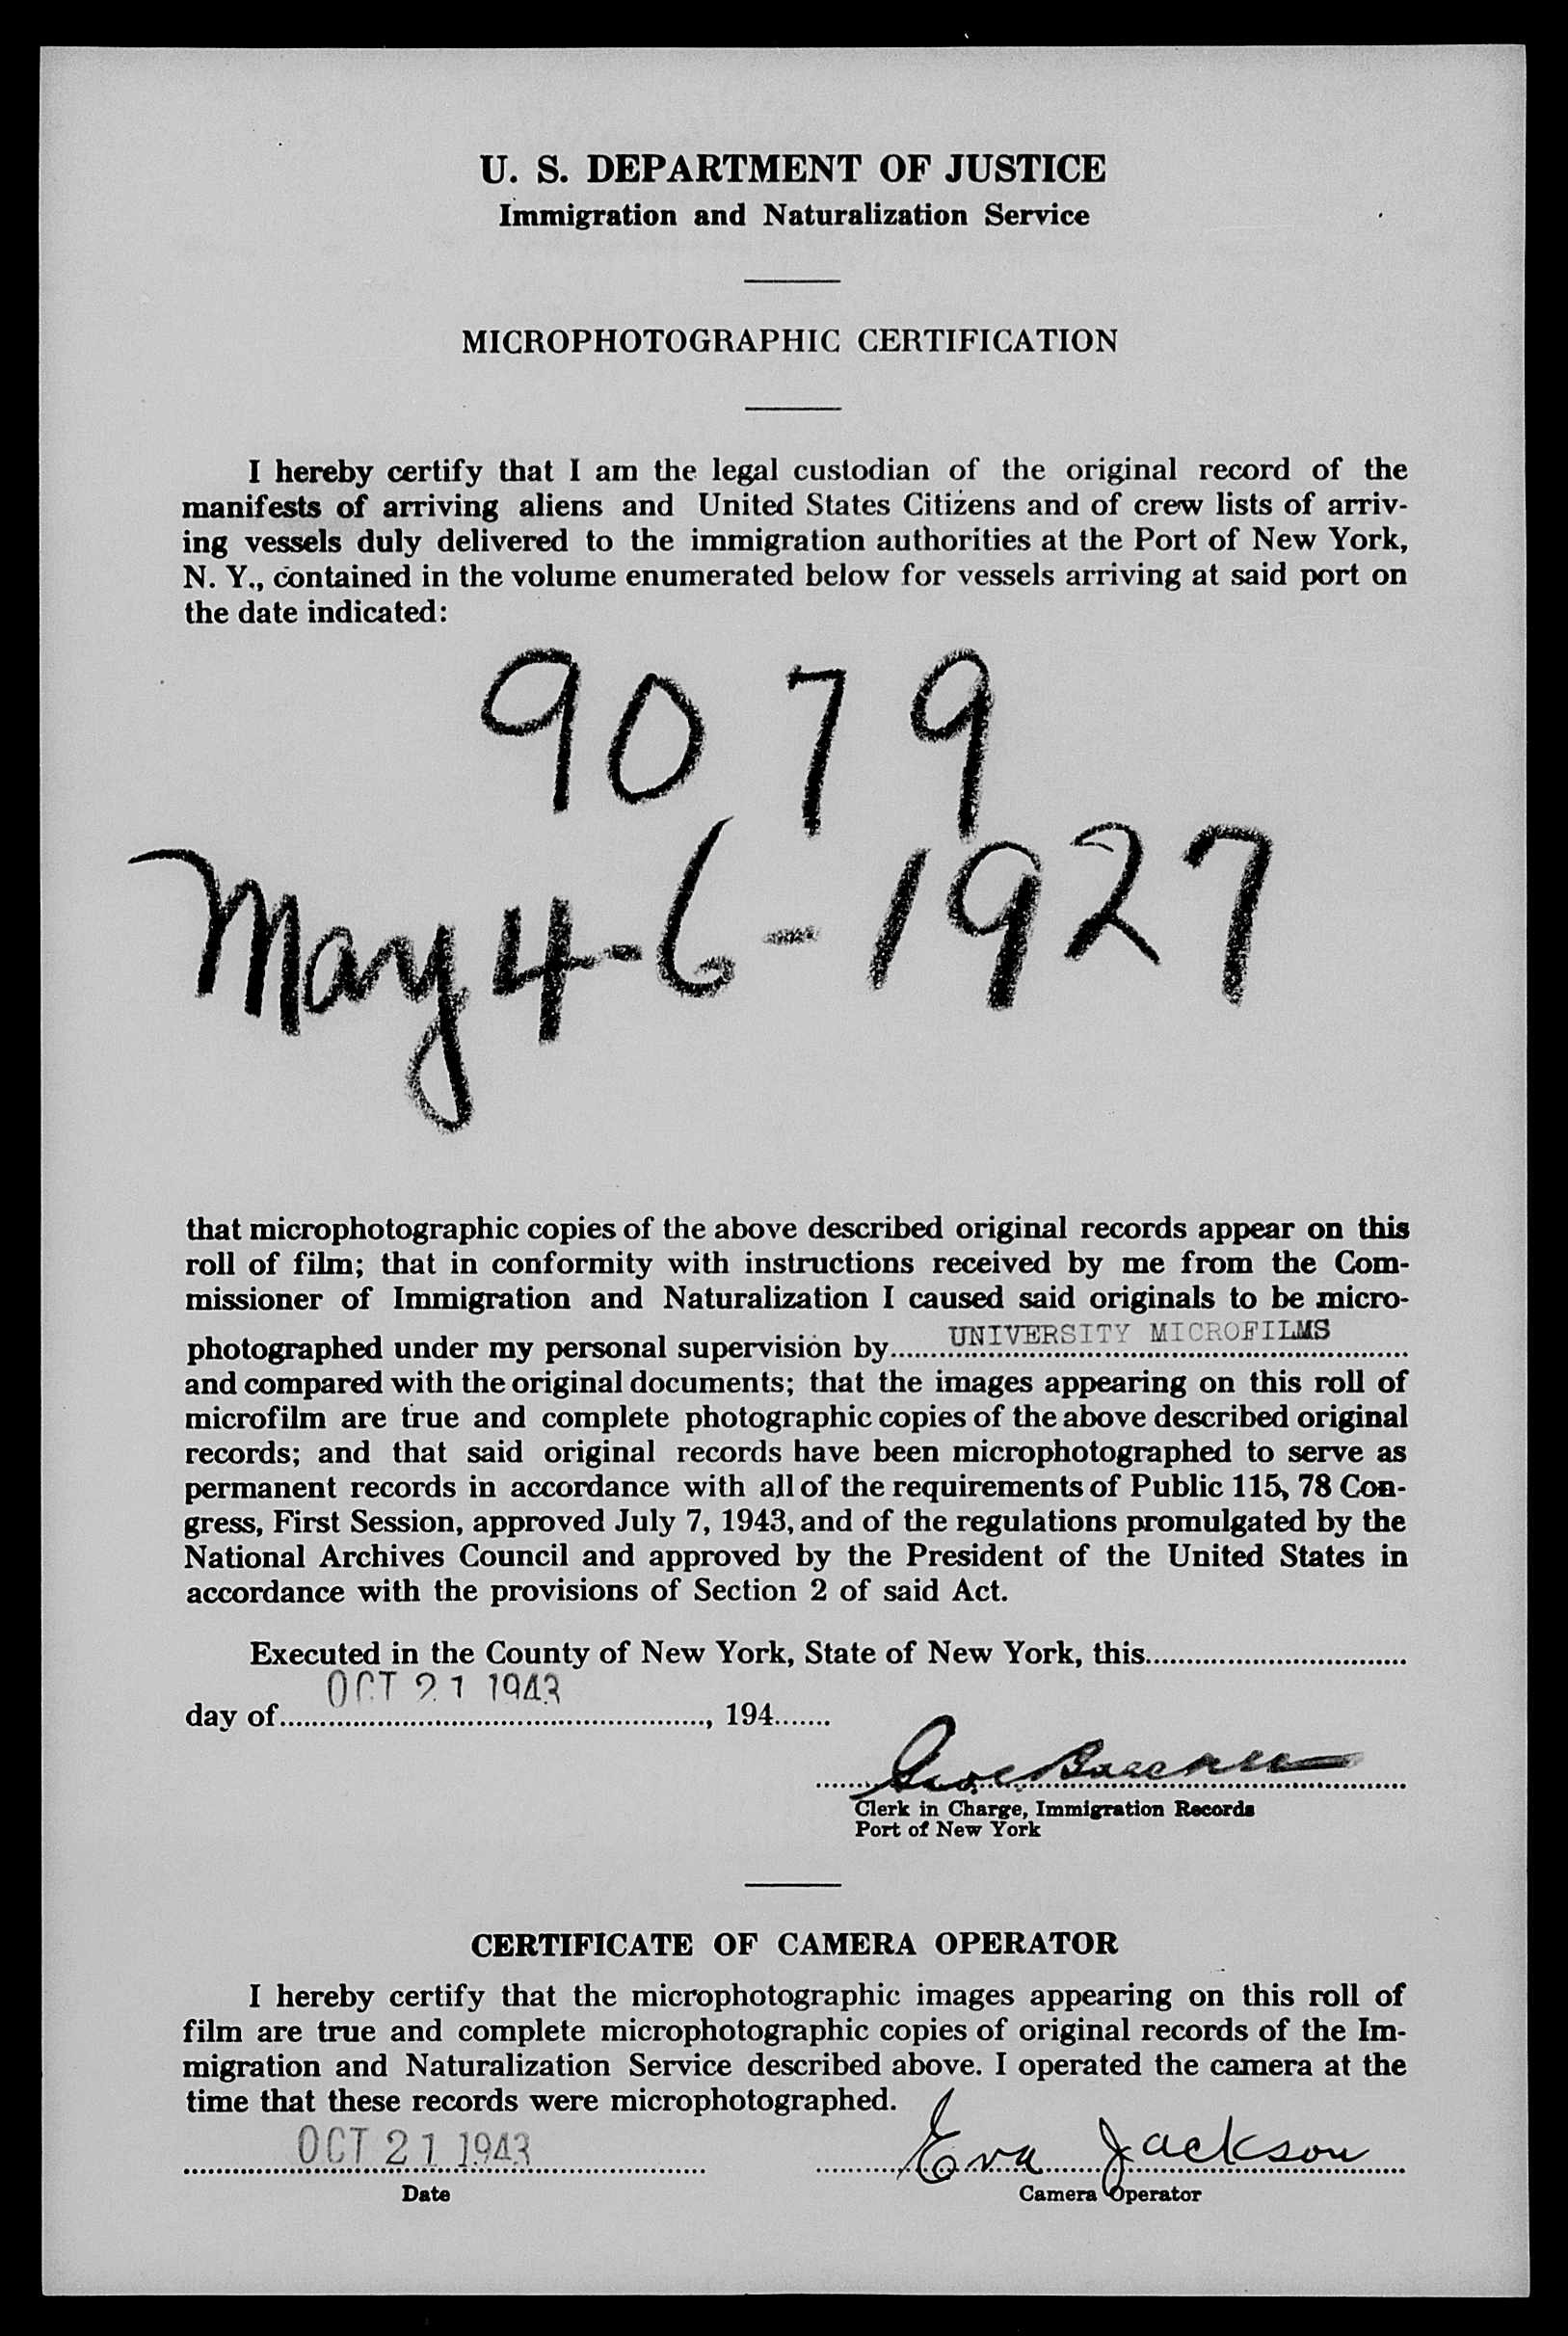 U. S. DEPARTMENT OF JUSTICE
Immigration and Naturalization Service
MICROPHOTOGRAPHIC CERTIFICATION
I hereby certify that I am the legal custodian of the original record of the
manifests of arriving aliens and United States Citizens and of crew lists of arriv-
ing vessels duly delivered to the immigration authorities at the Port of New York,
N. Y., contained in the volume enumerated below for vessels arriving at said port on
the date indicated:
9079
May 4-6-1927
that microphotographic copies of the above described original records appear on this
roll of film; that in conformity with instructions received by me from the Com-
missioner of Immigration and Naturalization I caused said originals to be micro-
photographed under my personal supervision by UNIVERSITY MICROFILMS
and compared with the original documents; that the images appearing on this roll of
microfilm are true and complete photographic copies of the above described original
records; and that said original records have been microphotographed to serve as
permanent records in accordance with all of the requirements of Public 115, 78 Con-
gress, First Session, approved July 7, 1943, and of the regulations promulgated by the
National Archives Council and approved by the President of the United States in
accordance with the provisions of Section 2 of said Act.
Executed in the County of New York, State of New York, this
OCT 21 1943
day of , 194
Clerk in Charge, Immigration Records
Port of New York
CERTIFICATE OF CAMERA OPERATOR
I hereby certify that the microphotographic images appearing on this roll of
film are true and complete microphotographic copies of original records of the Im-
migration and Naturalization Service described above. I operated the camera at the
time that these records were microphotographed.
OCT 21 1943 Eva Jackson
Date Camera Operator